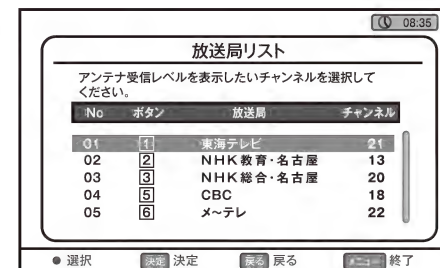 08:35
放送局リスト
アンテナ受信レベルを表示したいチャンネルを選択して
ください。
No ボタン 放送局 チャンネル
01 1 東海テレビ 21
02 2 NHK教育・名古屋 13
03 3 NHK総合・名古屋 20
04 5 CBC 18
05 6 メ〜テレ 22
● 選択 決定 決定 戻る 戻る メニュー 終了